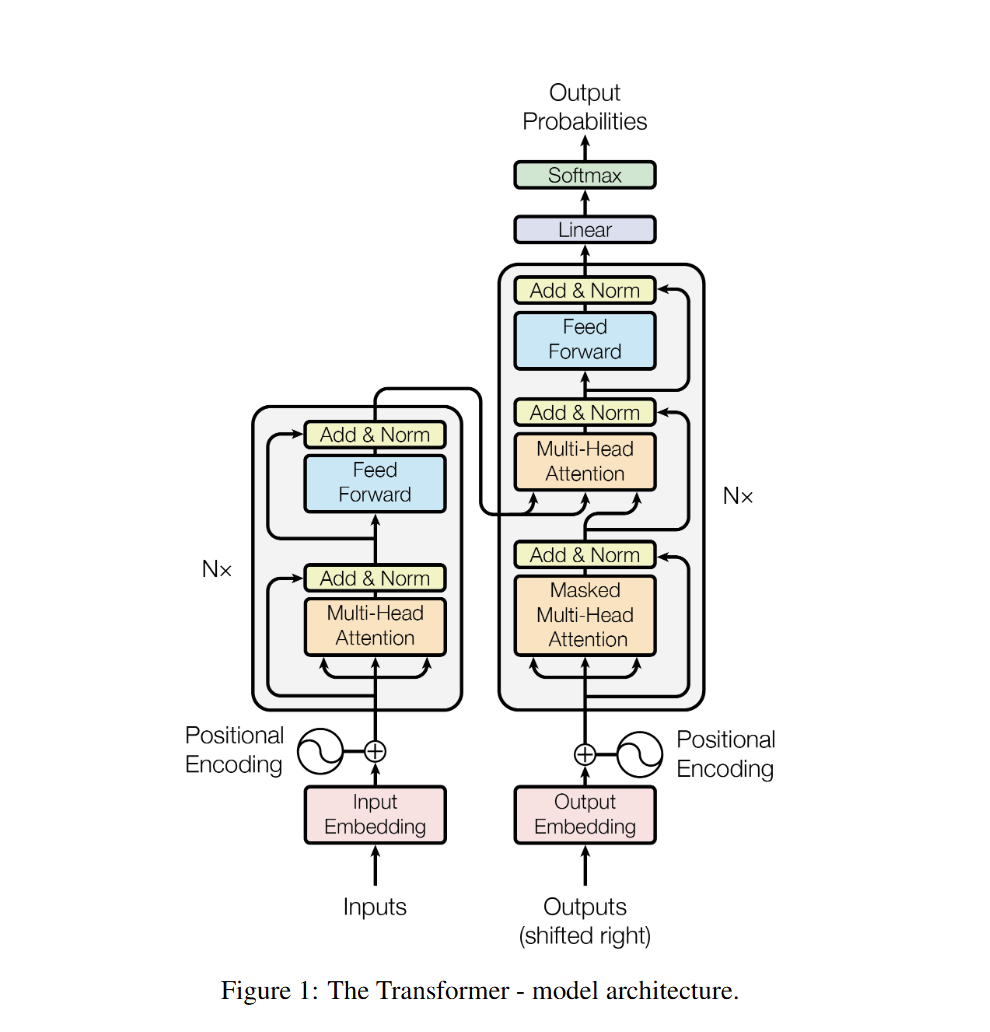 Output
Probabilities
Softmax
Linear
Add & Norm
Feed
Forward
Add & Norm
Multi-Head
Attention
Add & Norm
Masked
Multi-Head
Attention
N×
Add & Norm
Feed
Forward
Add & Norm
Multi-Head
Attention
N×
Positional
Encoding
Positional
Encoding
Input
Embedding
Output
Embedding
Inputs
Outputs
(shifted right)
Figure 1: The Transformer - model architecture.